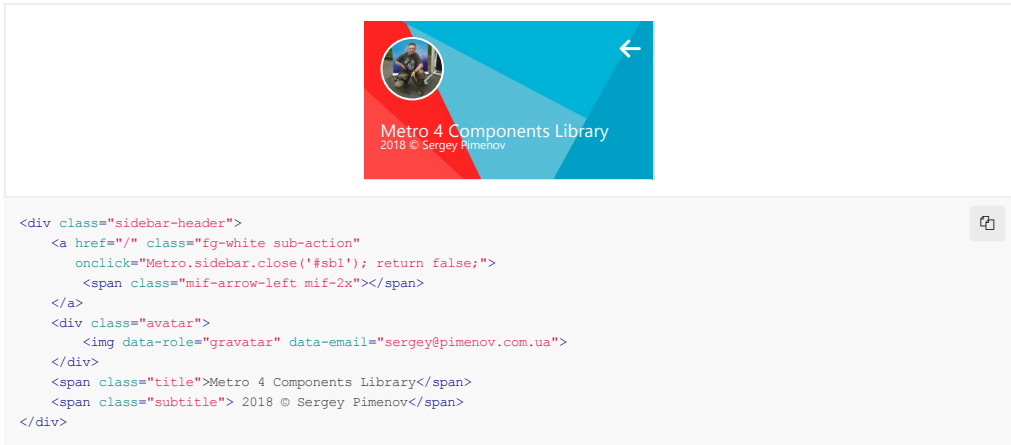 Metro 4 Components Library
2018 © Sergey Pimenov
<div class="sidebar-header">
    <a href="/" class="fg-white sub-action"
       onclick="Metro.sidebar.close('#sb1'); return false;">
        <span class="mif-arrow-left mif-2x"></span>
    </a>
    <div class="avatar">
        <img data-role="gravatar" data-email="sergey@pimenov.com.ua">
    </div>
    <span class="title">Metro 4 Components Library</span>
    <span class="subtitle"> 2018 © Sergey Pimenov</span>
</div>